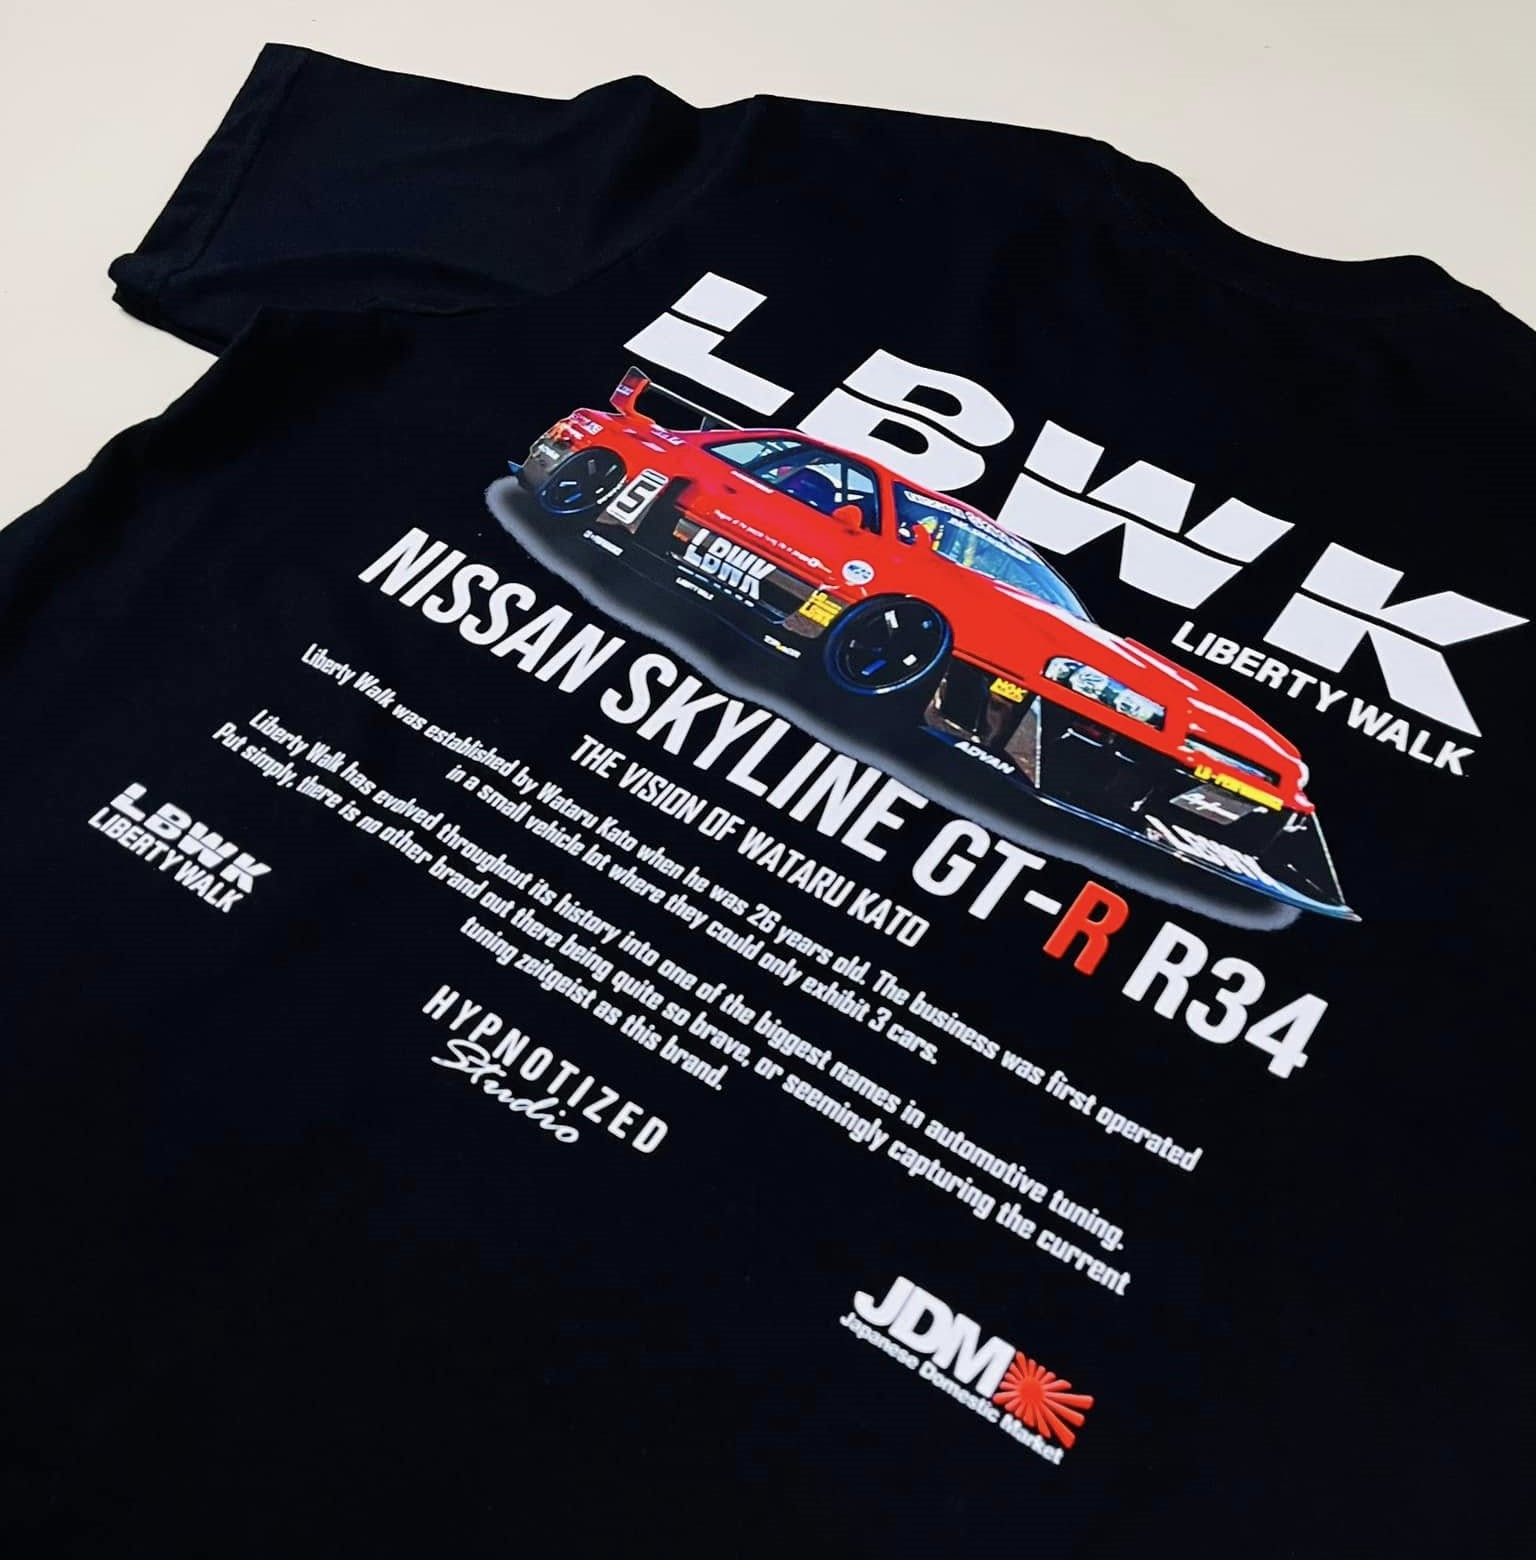 LBWK
LIBERTY WALK
5
LBWK
LIBERTY WALK
ADVAN
NISSAN SKYLINE GT-R R34
THE VISION OF WATARU KATO
Liberty Walk was established by Wataru Kato when he was 26 years old. The business was first operated
in a small vehicle lot where they could only exhibit 3 cars.
Liberty Walk has evolved throughout its history into one of the biggest names in automotive tuning.
Put simply, there is no other brand out there being quite so brave, or seemingly capturing the current
tuning zeitgeist as this brand.
LBWK
LIBERTY WALK
HYPNOTIZED
Studio
JDM
Japanese Domestic Market